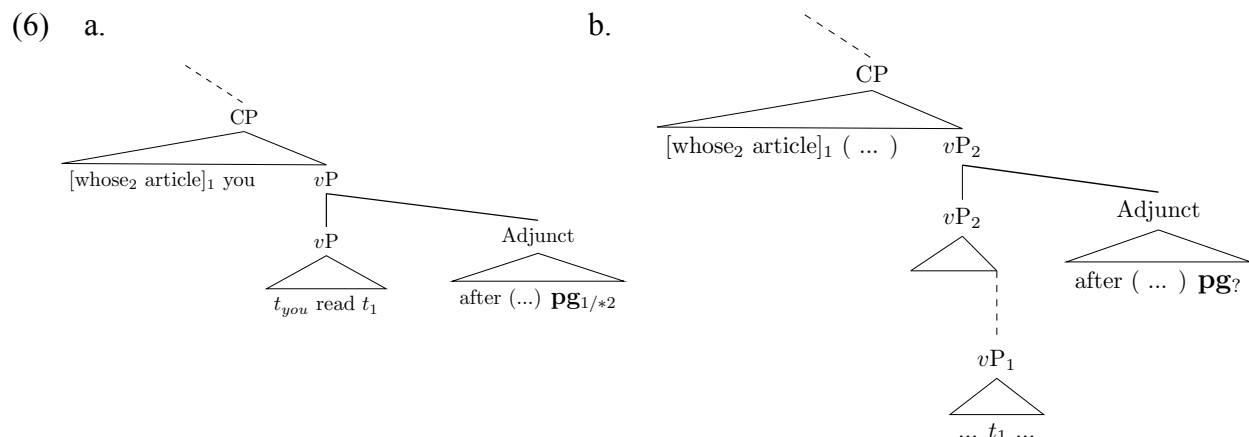 (6) a.
CP
[whose₂ article]₁ you
vP
vP
Adjunct
t_you read t₁
after (...) pg₁/*₂
b.
CP
[whose₂ article]₁ ( ... )
vP₂
vP₂
Adjunct
after ( ... ) pg?
vP₁
... t₁ ...